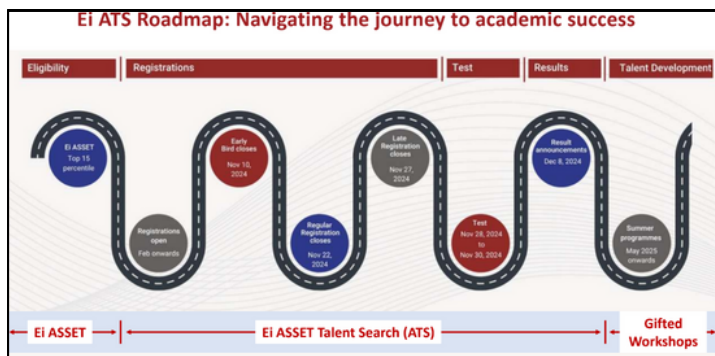 Ei ATS Roadmap: Navigating the journey to academic success
Eligibility
Registrations
Test
Results
Talent Development
Ei ASSET
Top 15
percentile
Registrations
open
Feb onwards
Early
Bird closes
Nov 10,
2024
Regular
Registration
closes
Nov 22,
2024
Late
Registration
closes
Nov 27,
2024
Test
Nov 28, 2024
to
Nov 30, 2024
Result
announcements
Dec 8, 2024
Summer
programmes
May 2025
onwards
Ei ASSET
Ei ASSET Talent Search (ATS)
Gifted
Workshops